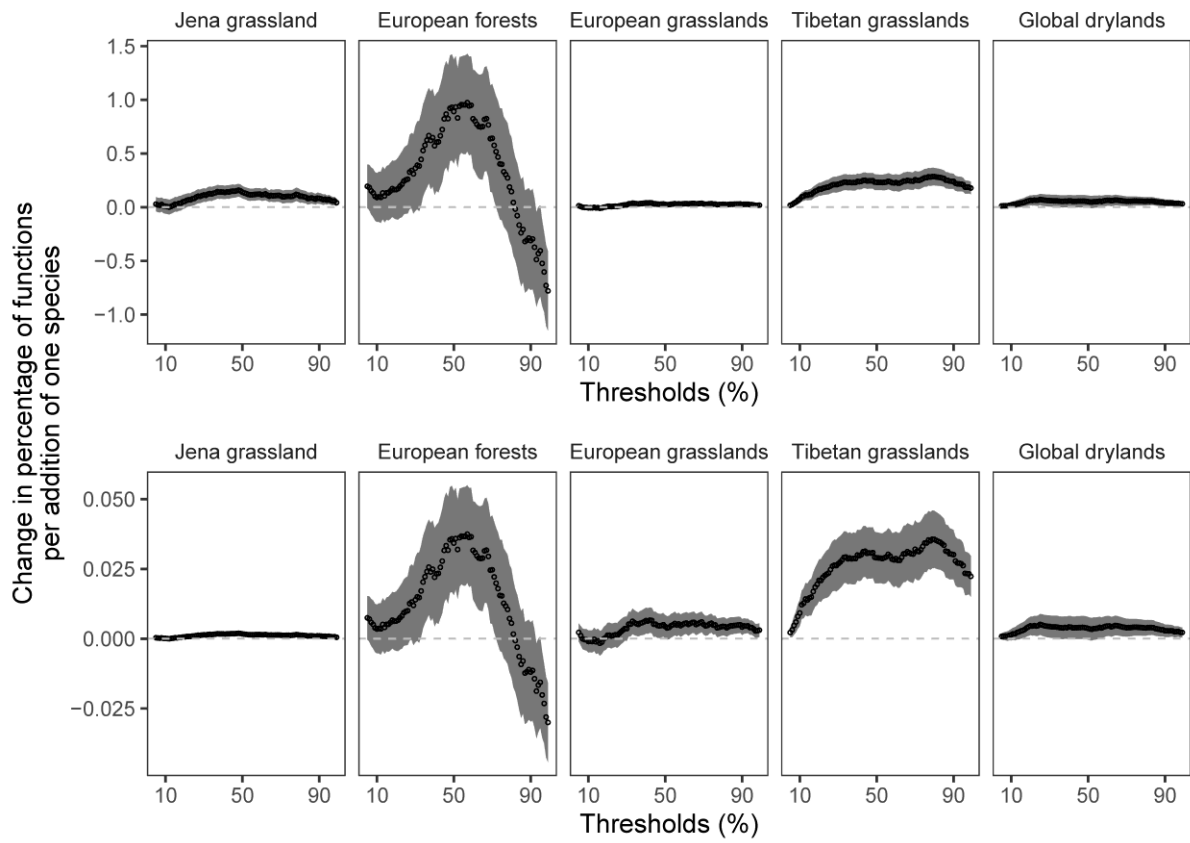 Jena grassland European forests European grasslands Tibetan grasslands Global drylands
1.5
1.0
0.5
0.0
−0.5
−1.0
10 50 90 10 50 90 10 50 90 10 50 90 10 50 90
Thresholds (%)
Change in percentage of functions
per addition of one species
Jena grassland European forests European grasslands Tibetan grasslands Global drylands
0.050
0.025
0.000
−0.025
10 50 90 10 50 90 10 50 90 10 50 90 10 50 90
Thresholds (%)